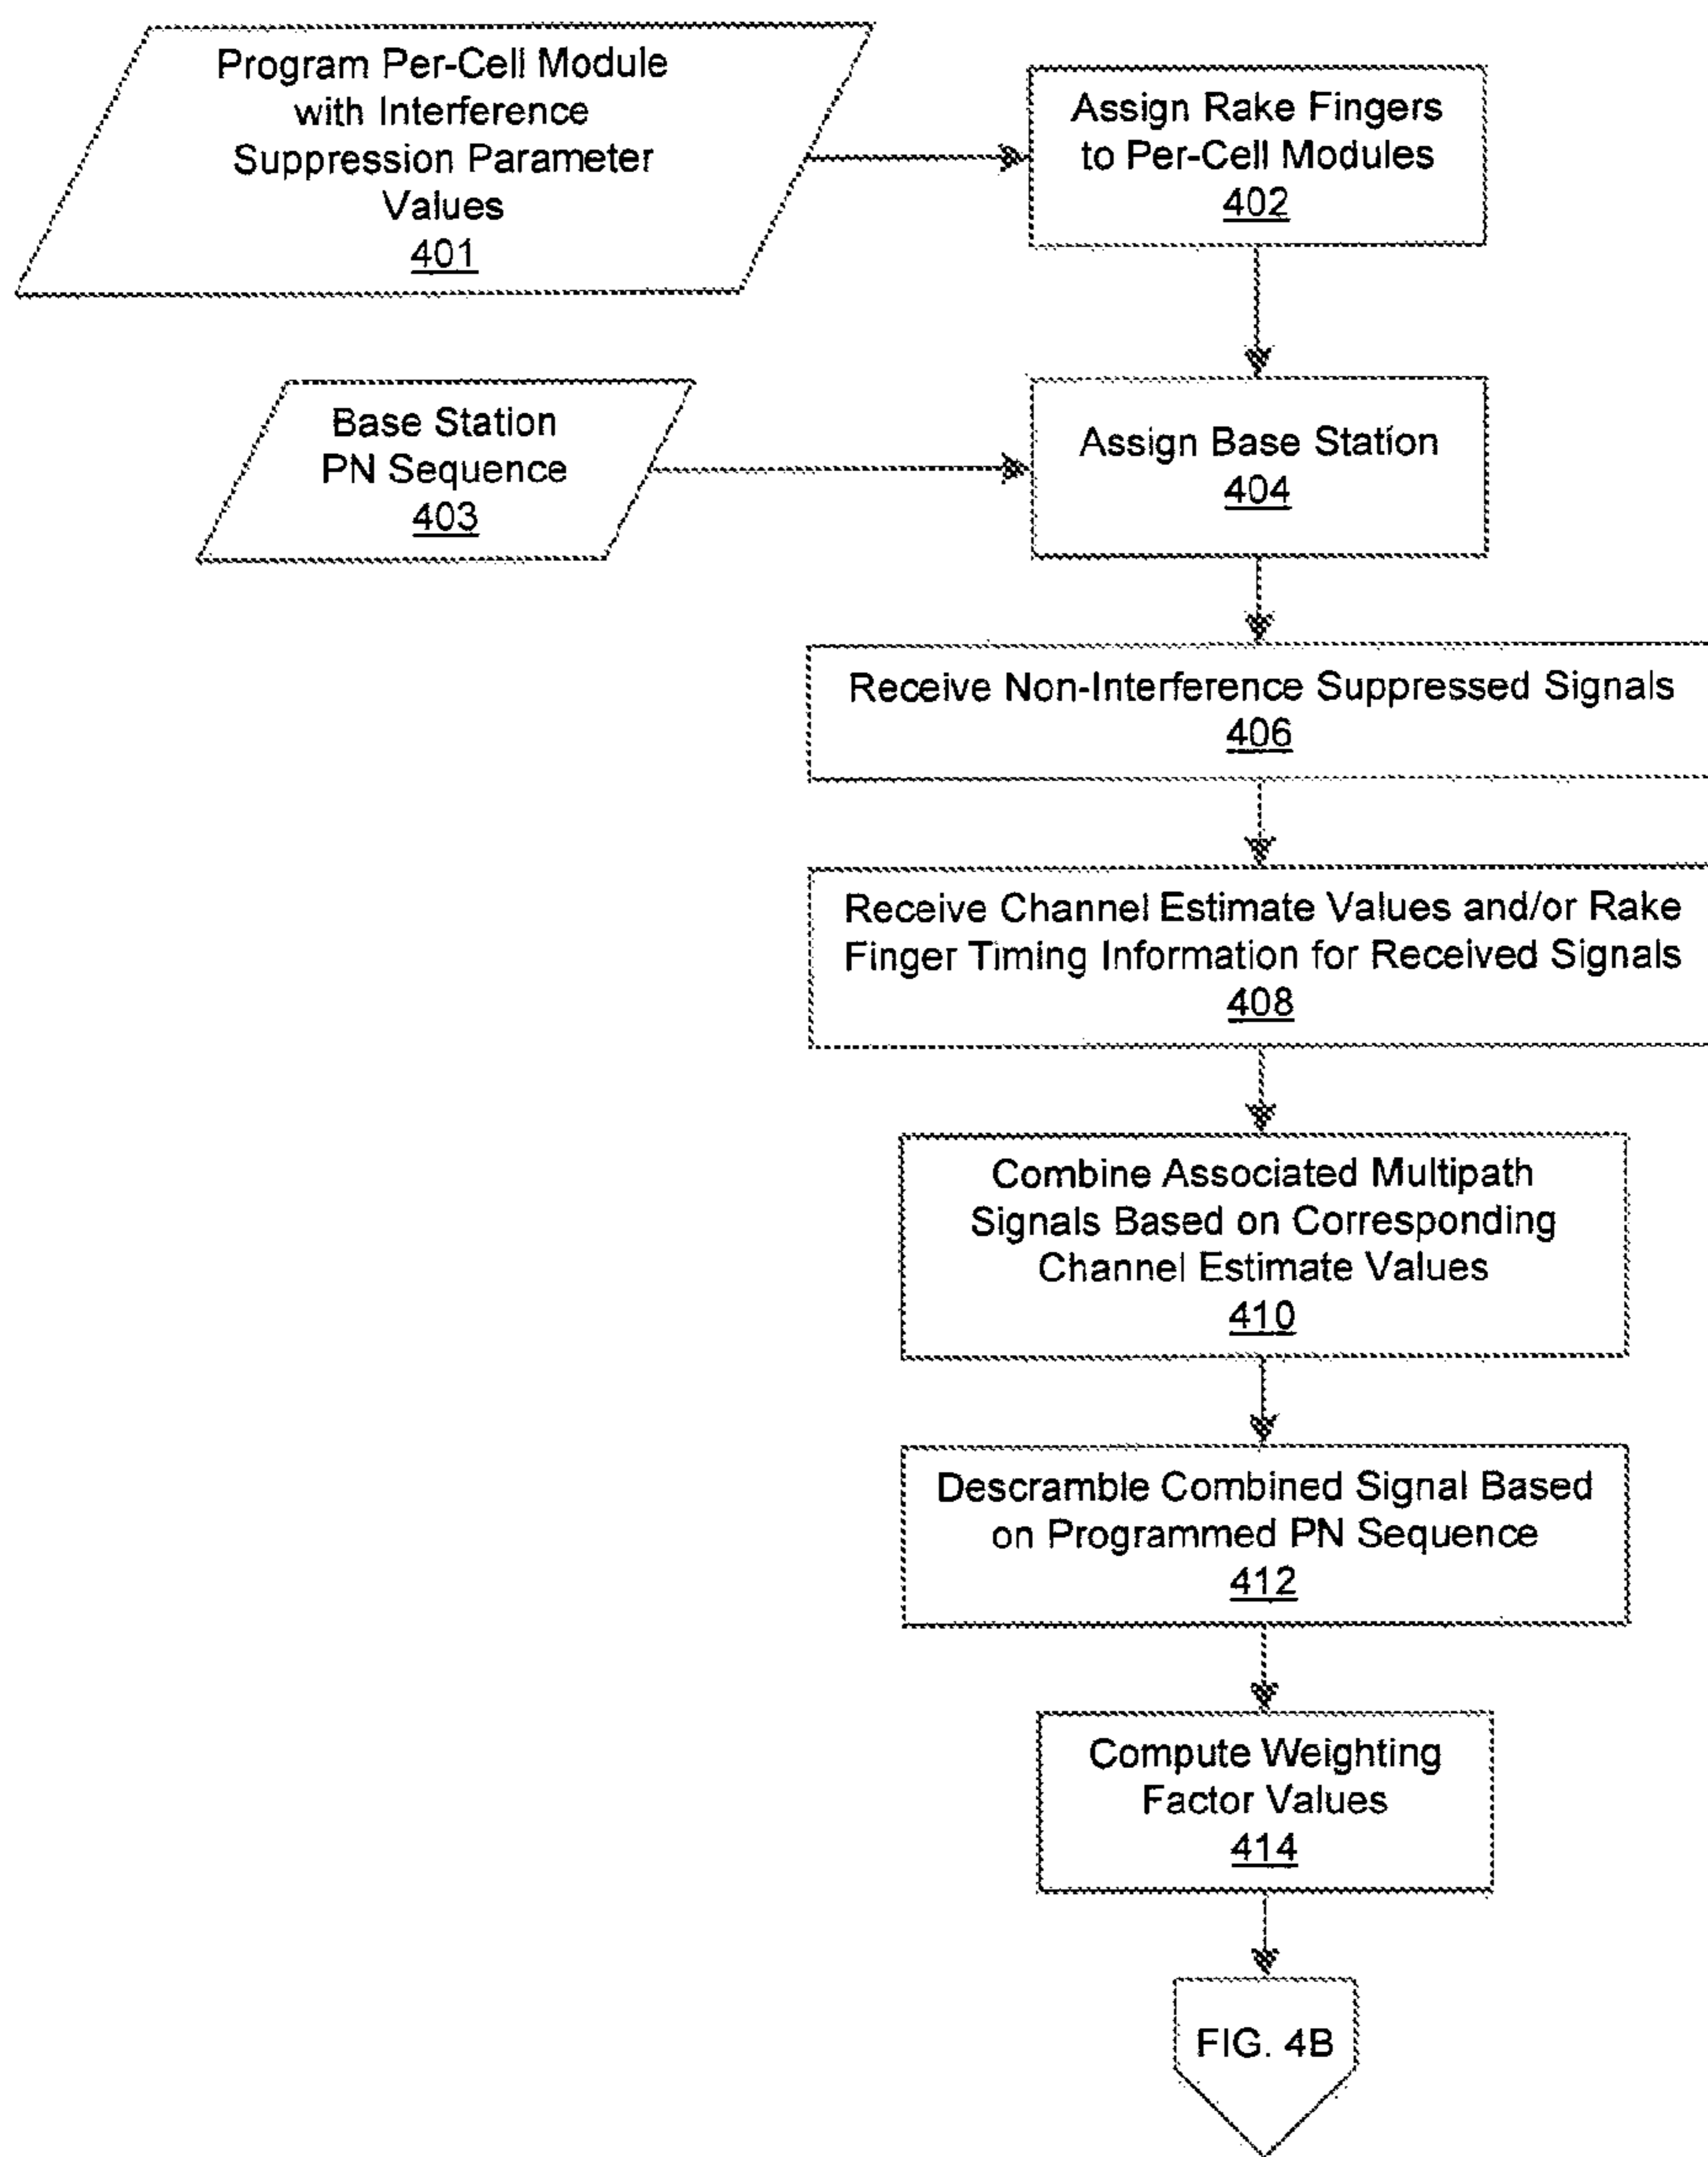 Program Per-Cell Module
with Interference
Suppression Parameter
Values
401
Assign Rake Fingers
to Per-Cell Modules
402
Base Station
PN Sequence
403
Assign Base Station
404
Receive Non-Interference Suppressed Signals
406
Receive Channel Estimate Values and/or Rake
Finger Timing Information for Received Signals
408
Combine Associated Multipath
Signals Based on Corresponding
Channel Estimate Values
410
Descramble Combined Signal Based
on Programmed PN Sequence
412
Compute Weighting
Factor Values
414
FIG. 4B